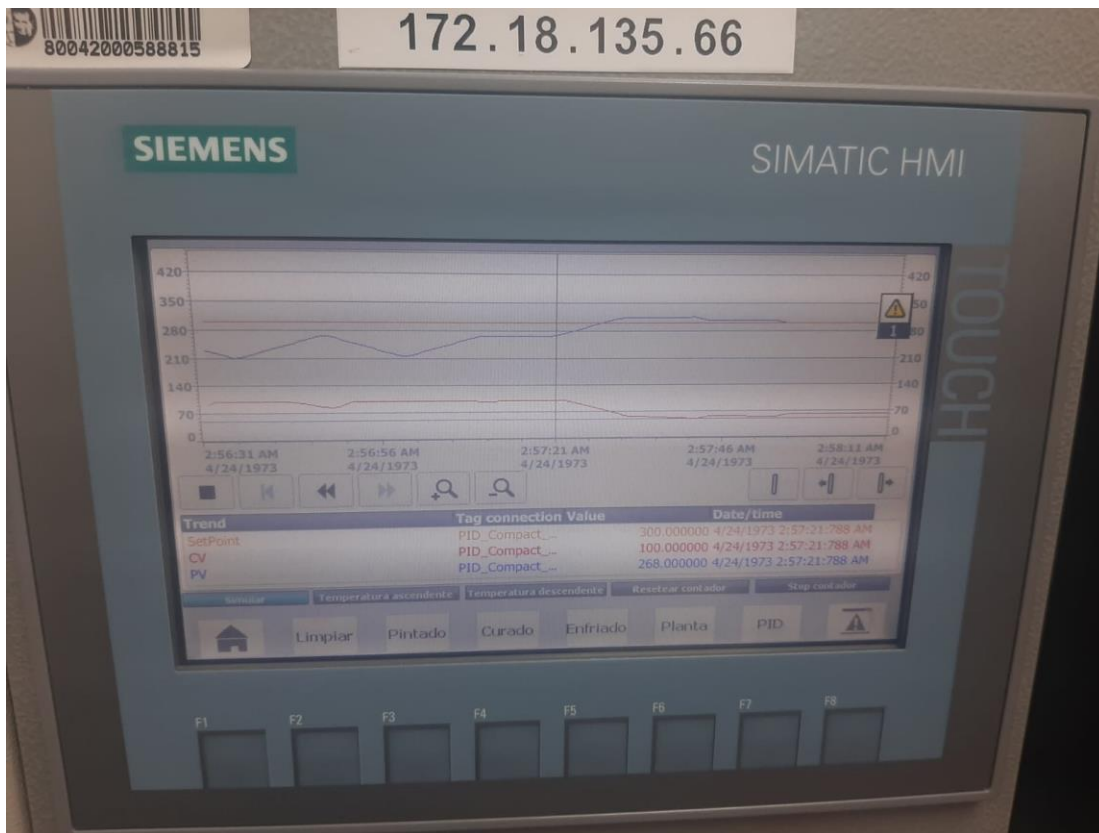 80042000588815
172.18.135.66
SIEMENS
SIMATIC HMI
TOUCH
420 420
350 50
280 1 80
210 210
140 140
70 70
0 0
2:56:31 AM 2:56:56 AM 2:57:21 AM 2:57:46 AM 2:58:11 AM
4/24/1973 4/24/1973 4/24/1973 4/24/1973 4/24/1973
Trend Tag connection Value Date/time
SetPoint PID_Compact_... 300.000000 4/24/1973 2:57:21:788 AM
CV PID_Compact_... 100.000000 4/24/1973 2:57:21:788 AM
PV PID_Compact_... 268.000000 4/24/1973 2:57:21:788 AM
Simular Temperatura ascendente Temperatura descendente Resetear contador Stop contador
Limpiar Pintado Curado Enfriado Planta PID
F1 F2 F3 F4 F5 F6 F7 F8